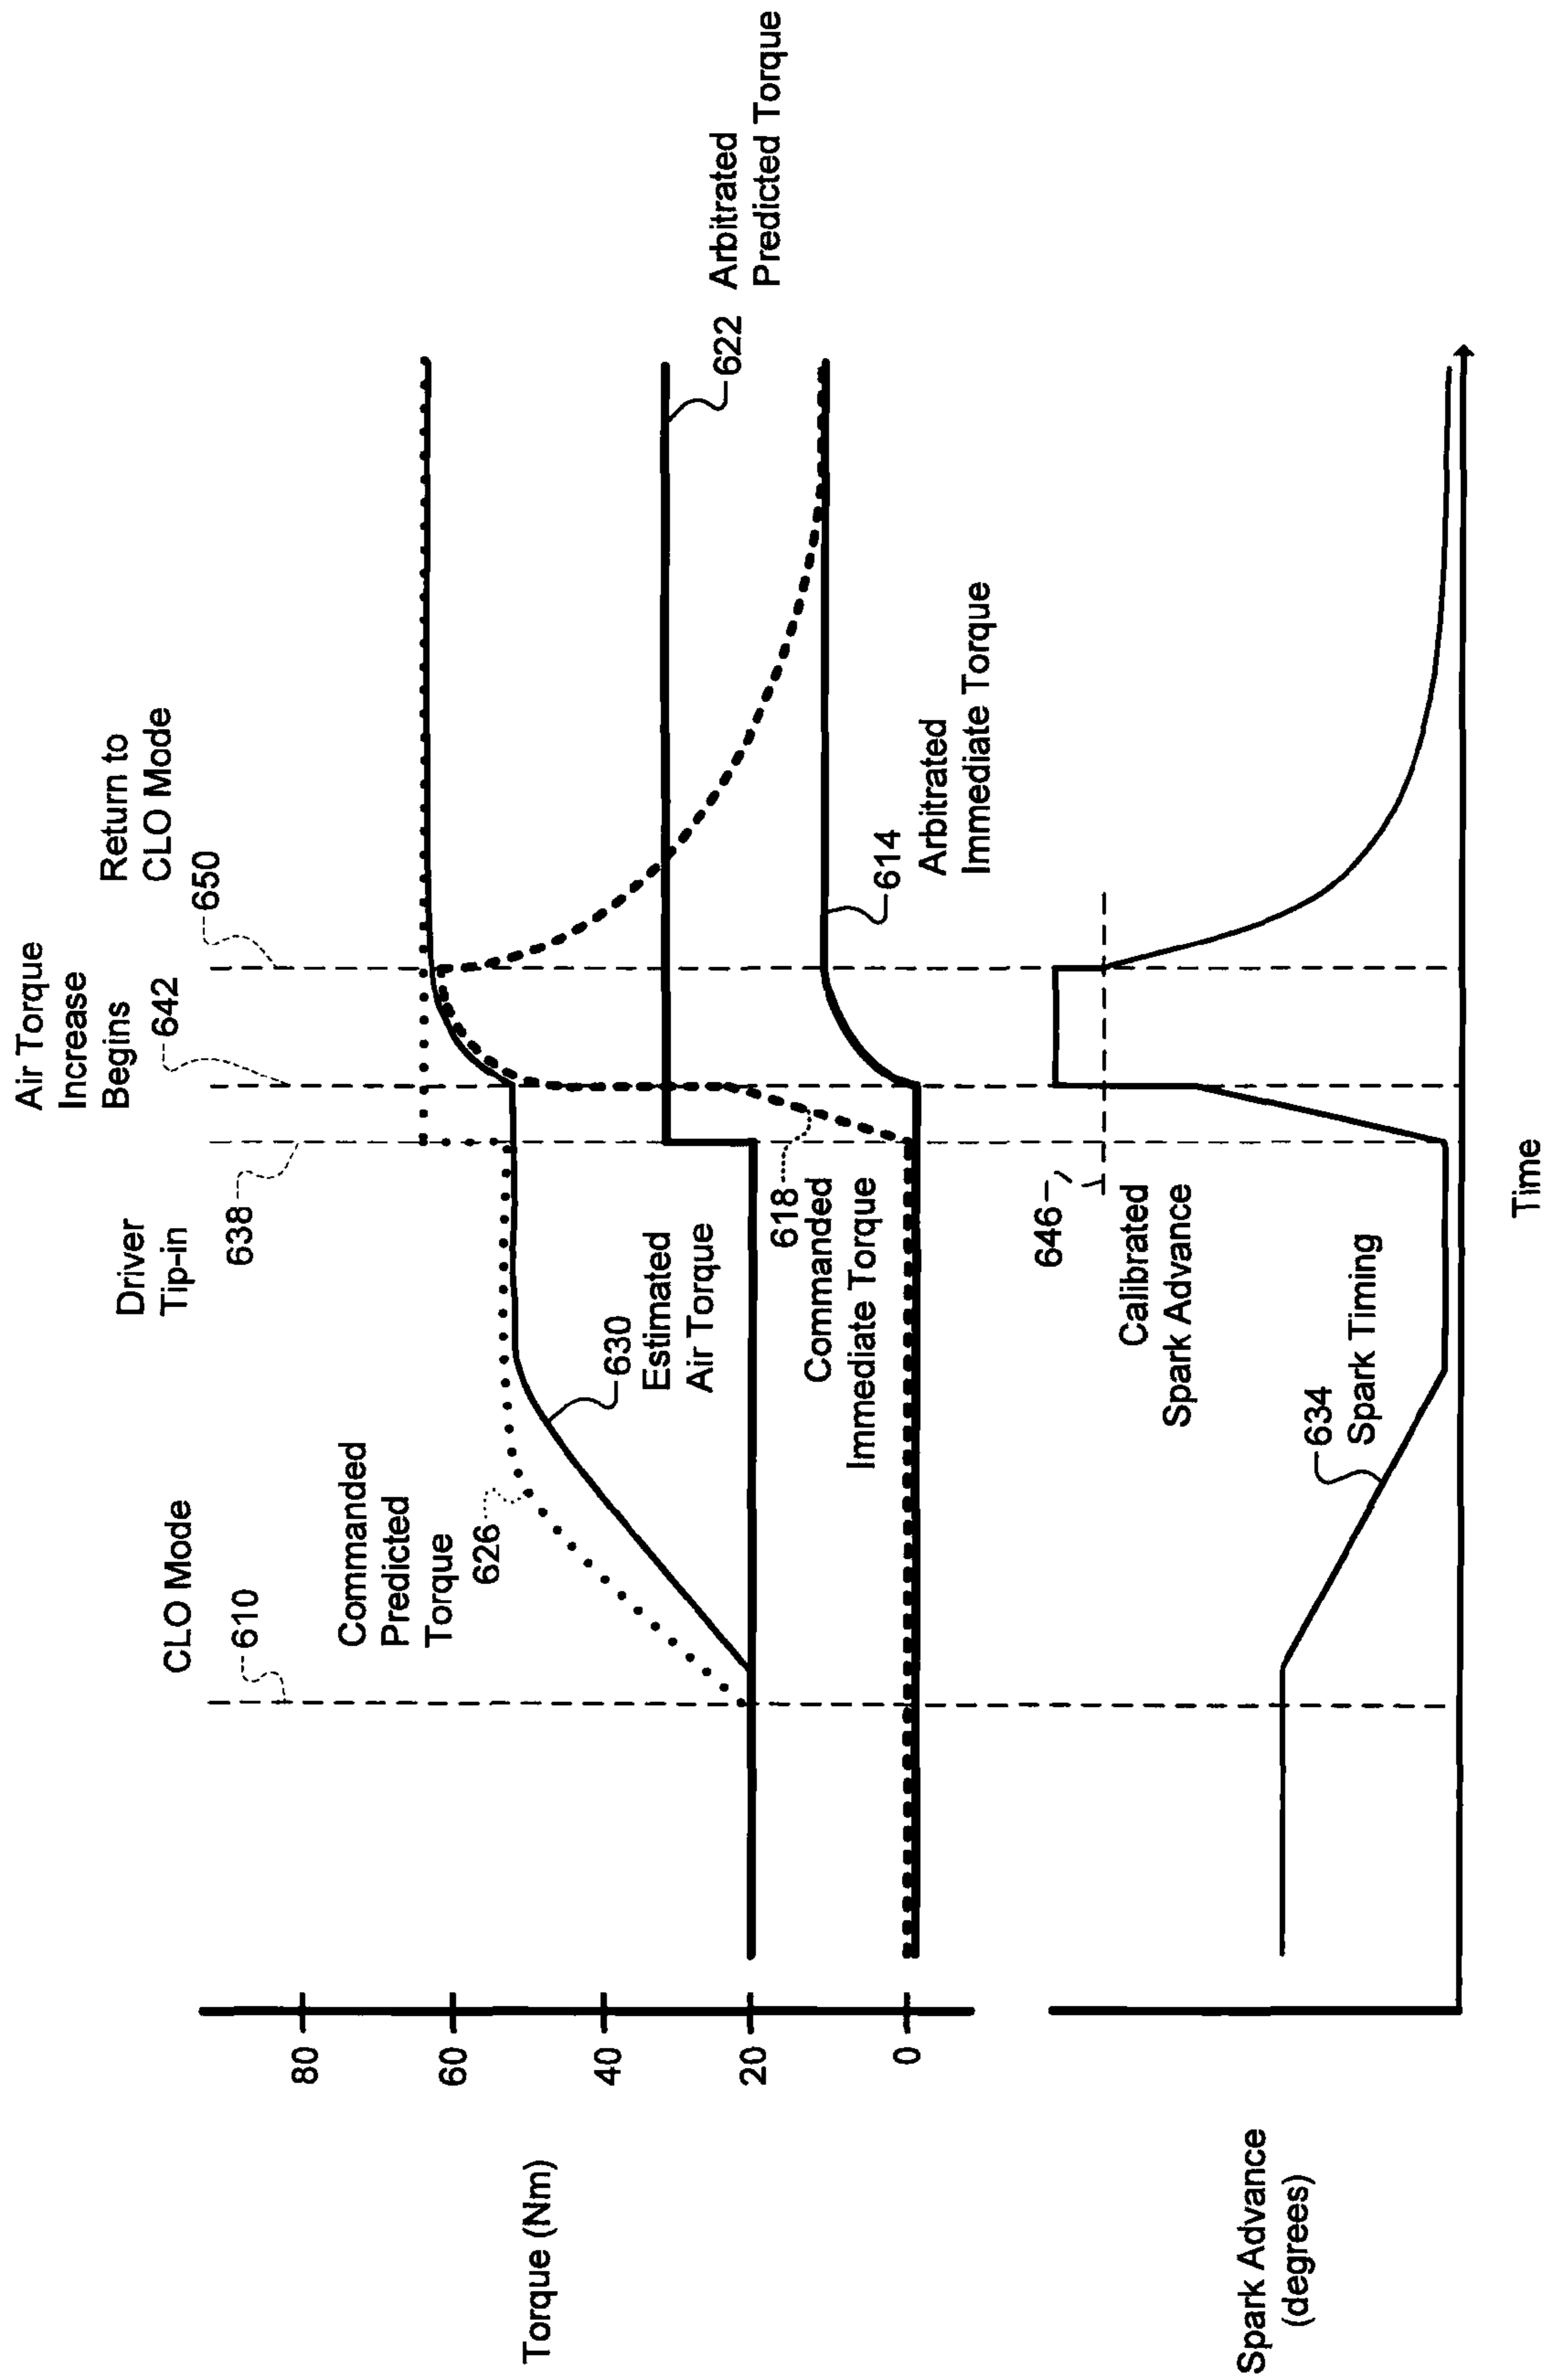 Air Torque
Increase
Begins
642
Return to
CLO Mode
650
Driver
Tip-in
638
CLO Mode
610
Torque (Nm)
80
60
40
20
0
Commanded
Predicted
Torque
626
630
Estimated
Air Torque
618
Commanded
Immediate Torque
622
Arbitrated
Predicted Torque
614
Arbitrated
Immediate Torque
Spark Advance
(degrees)
646
Calibrated
Spark Advance
634
Spark Timing
Time